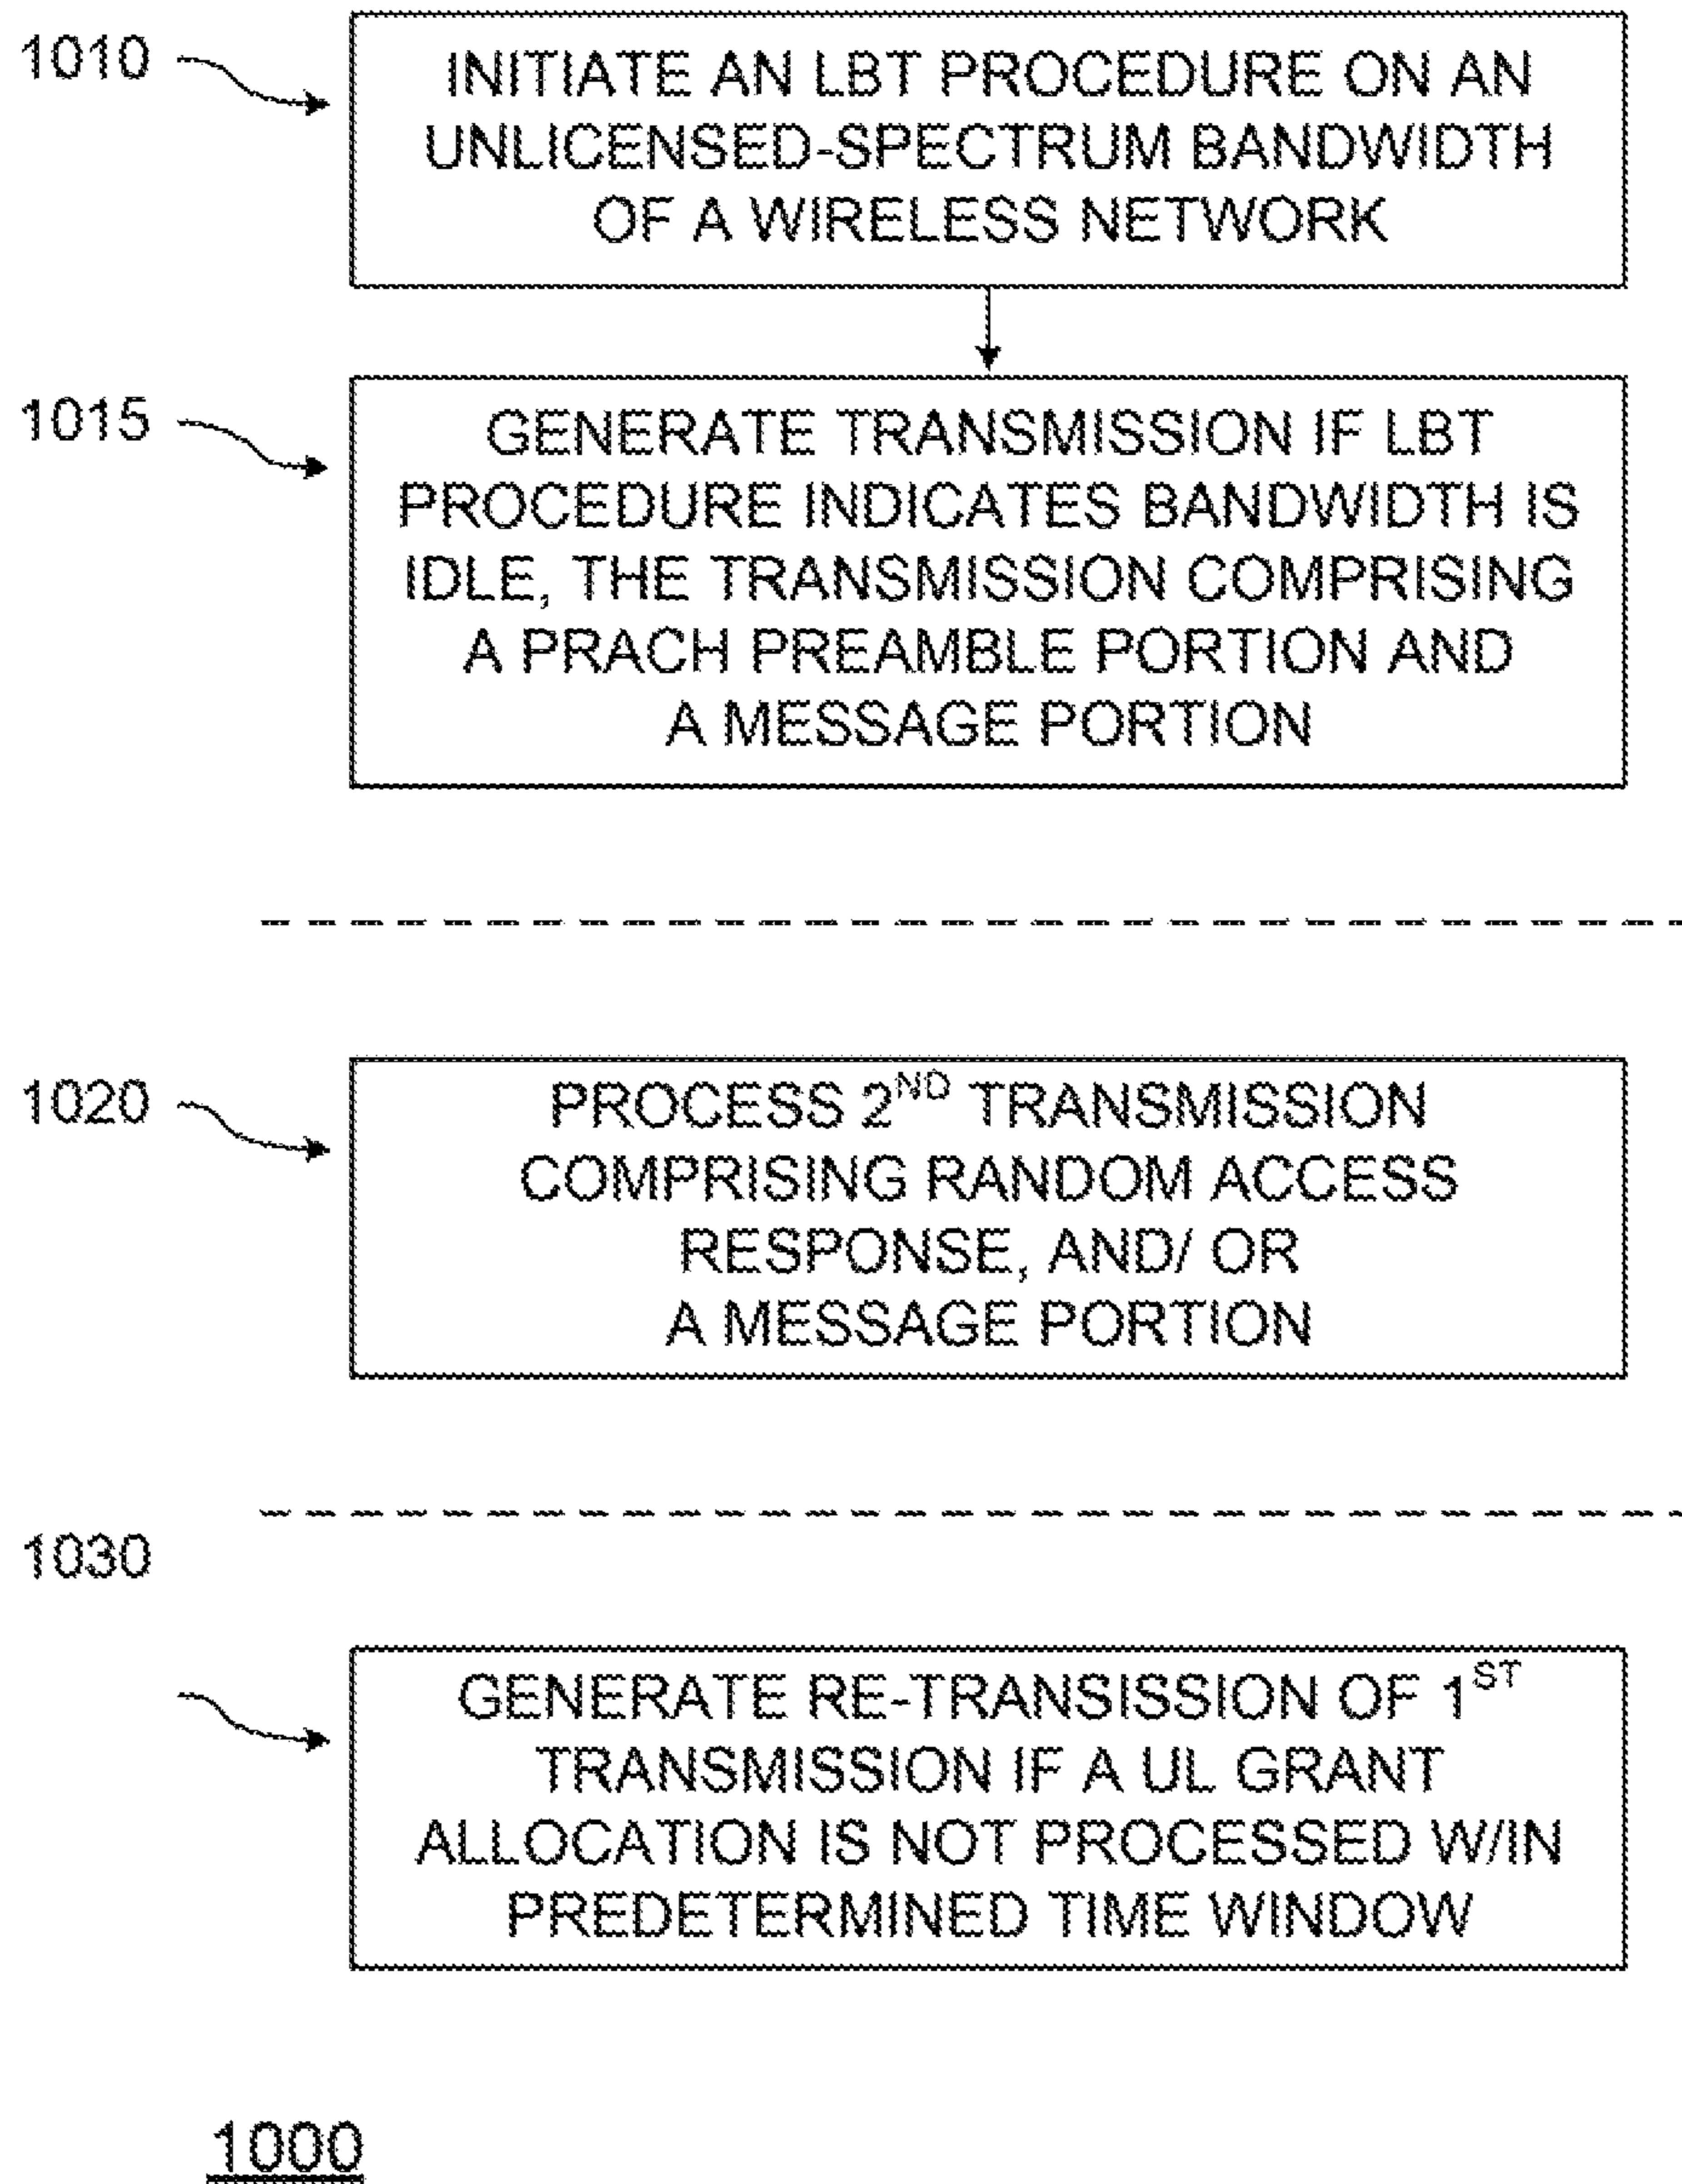 1010
INITIATE AN LBT PROCEDURE ON AN
UNLICENSED-SPECTRUM BANDWIDTH
OF A WIRELESS NETWORK
1015
GENERATE TRANSMISSION IF LBT
PROCEDURE INDICATES BANDWIDTH IS
IDLE, THE TRANSMISSION COMPRISING
A PRACH PREAMBLE PORTION AND
A MESSAGE PORTION
1020
PROCESS 2ND TRANSMISSION
COMPRISING RANDOM ACCESS
RESPONSE, AND/ OR
A MESSAGE PORTION
1030
GENERATE RE-TRANSISSION OF 1ST
TRANSMISSION IF A UL GRANT
ALLOCATION IS NOT PROCESSED W/IN
PREDETERMINED TIME WINDOW
1000